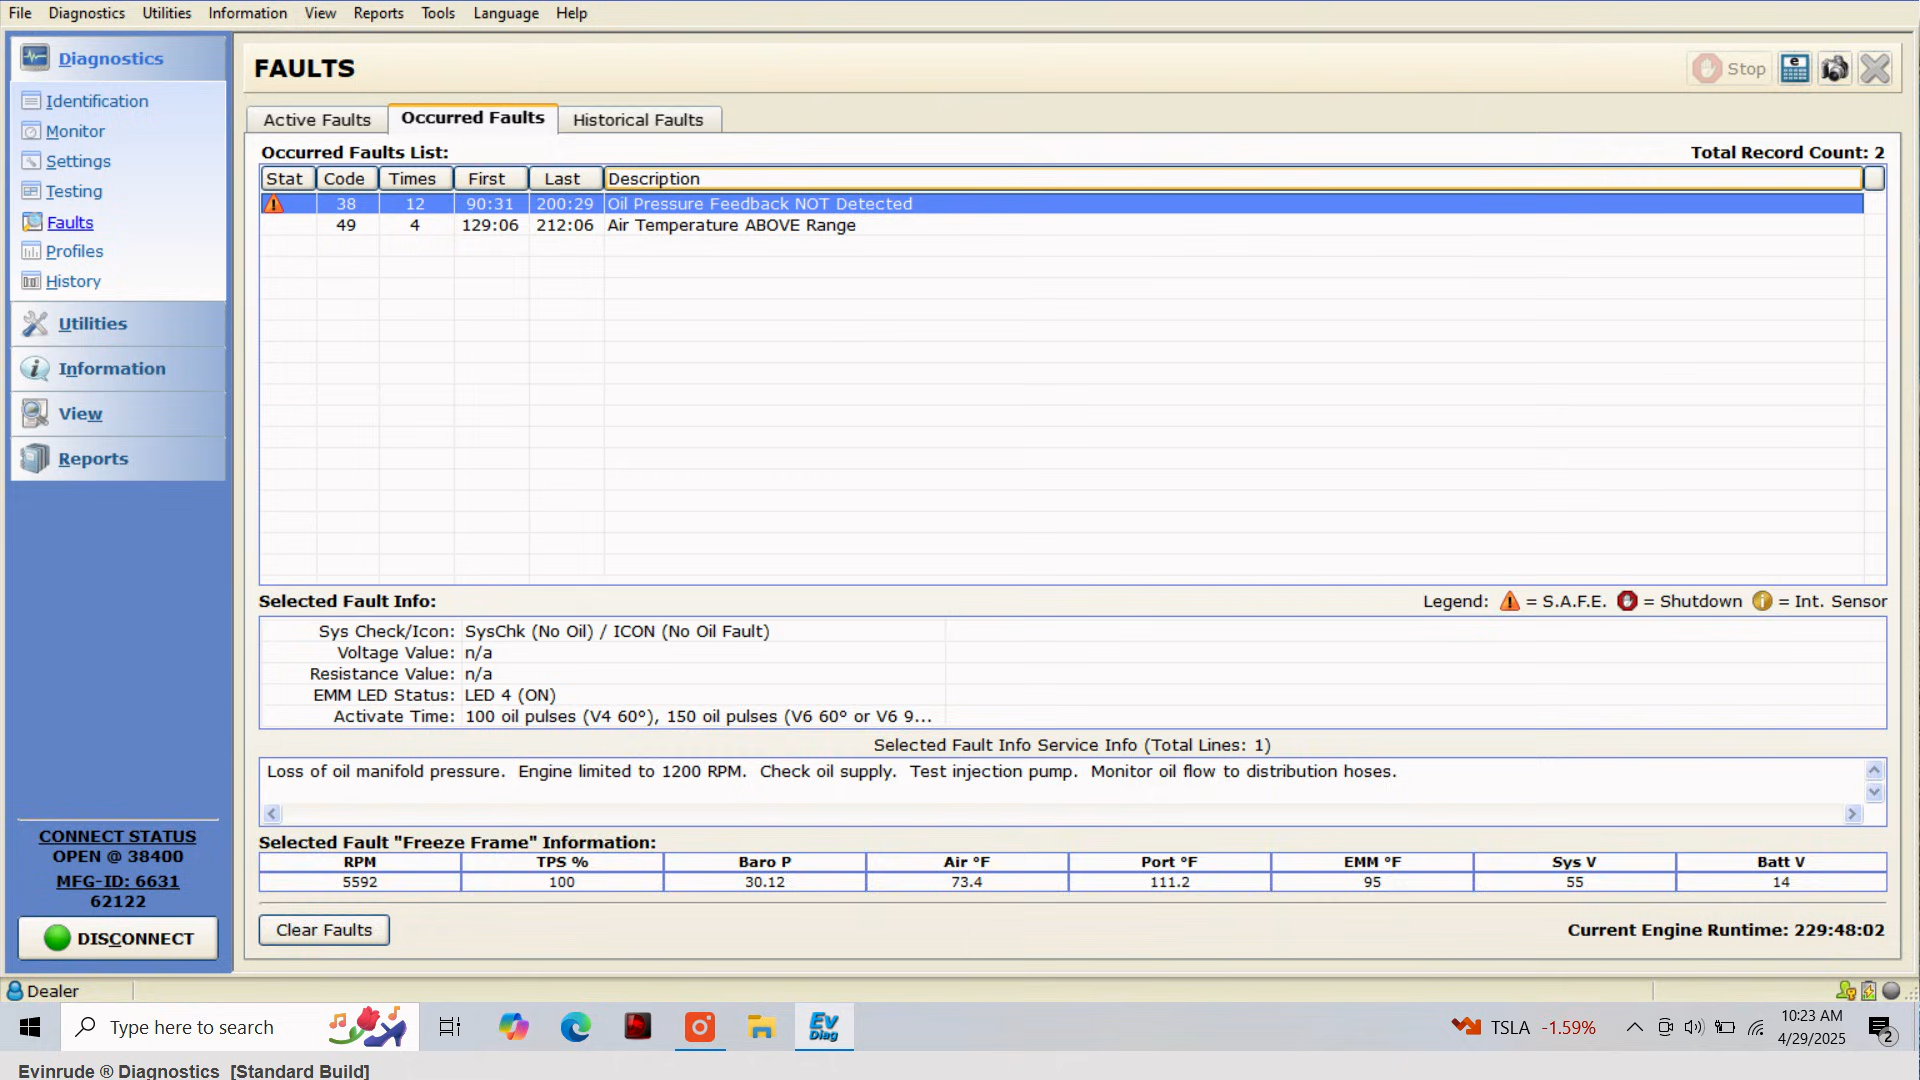 File Diagnostics Utilities Information View Reports Tools Language Help
Diagnostics
Identification
Monitor
Settings
Testing
Faults
Profiles
History
Utilities
Information
View
Reports
CONNECT STATUS
OPEN @ 38400
MFG-ID: 6631
62122
DISCONNECT
FAULTS
Stop
Active Faults Occurred Faults Historical Faults
Occurred Faults List: Total Record Count: 2
Stat Code Times First Last Description
38 12 90:31 200:29 Oil Pressure Feedback NOT Detected
49 4 129:06 212:06 Air Temperature ABOVE Range
Selected Fault Info: Legend: = S.A.F.E. = Shutdown = Int. Sensor
Sys Check/Icon: SysChk (No Oil) / ICON (No Oil Fault)
Voltage Value: n/a
Resistance Value: n/a
EMM LED Status: LED 4 (ON)
Activate Time: 100 oil pulses (V4 60°), 150 oil pulses (V6 60° or V6 9...
Selected Fault Info Service Info (Total Lines: 1)
Loss of oil manifold pressure. Engine limited to 1200 RPM. Check oil supply. Test injection pump. Monitor oil flow to distribution hoses.
Selected Fault "Freeze Frame" Information:
RPM TPS % Baro P Air °F Port °F EMM °F Sys V Batt V
5592 100 30.12 73.4 111.2 95 55 14
Clear Faults Current Engine Runtime: 229:48:02
Dealer
Type here to search
Ev
Diag
TSLA -1.59%
10:23 AM
4/29/2025
2
Evinrude ® Diagnostics [Standard Build]